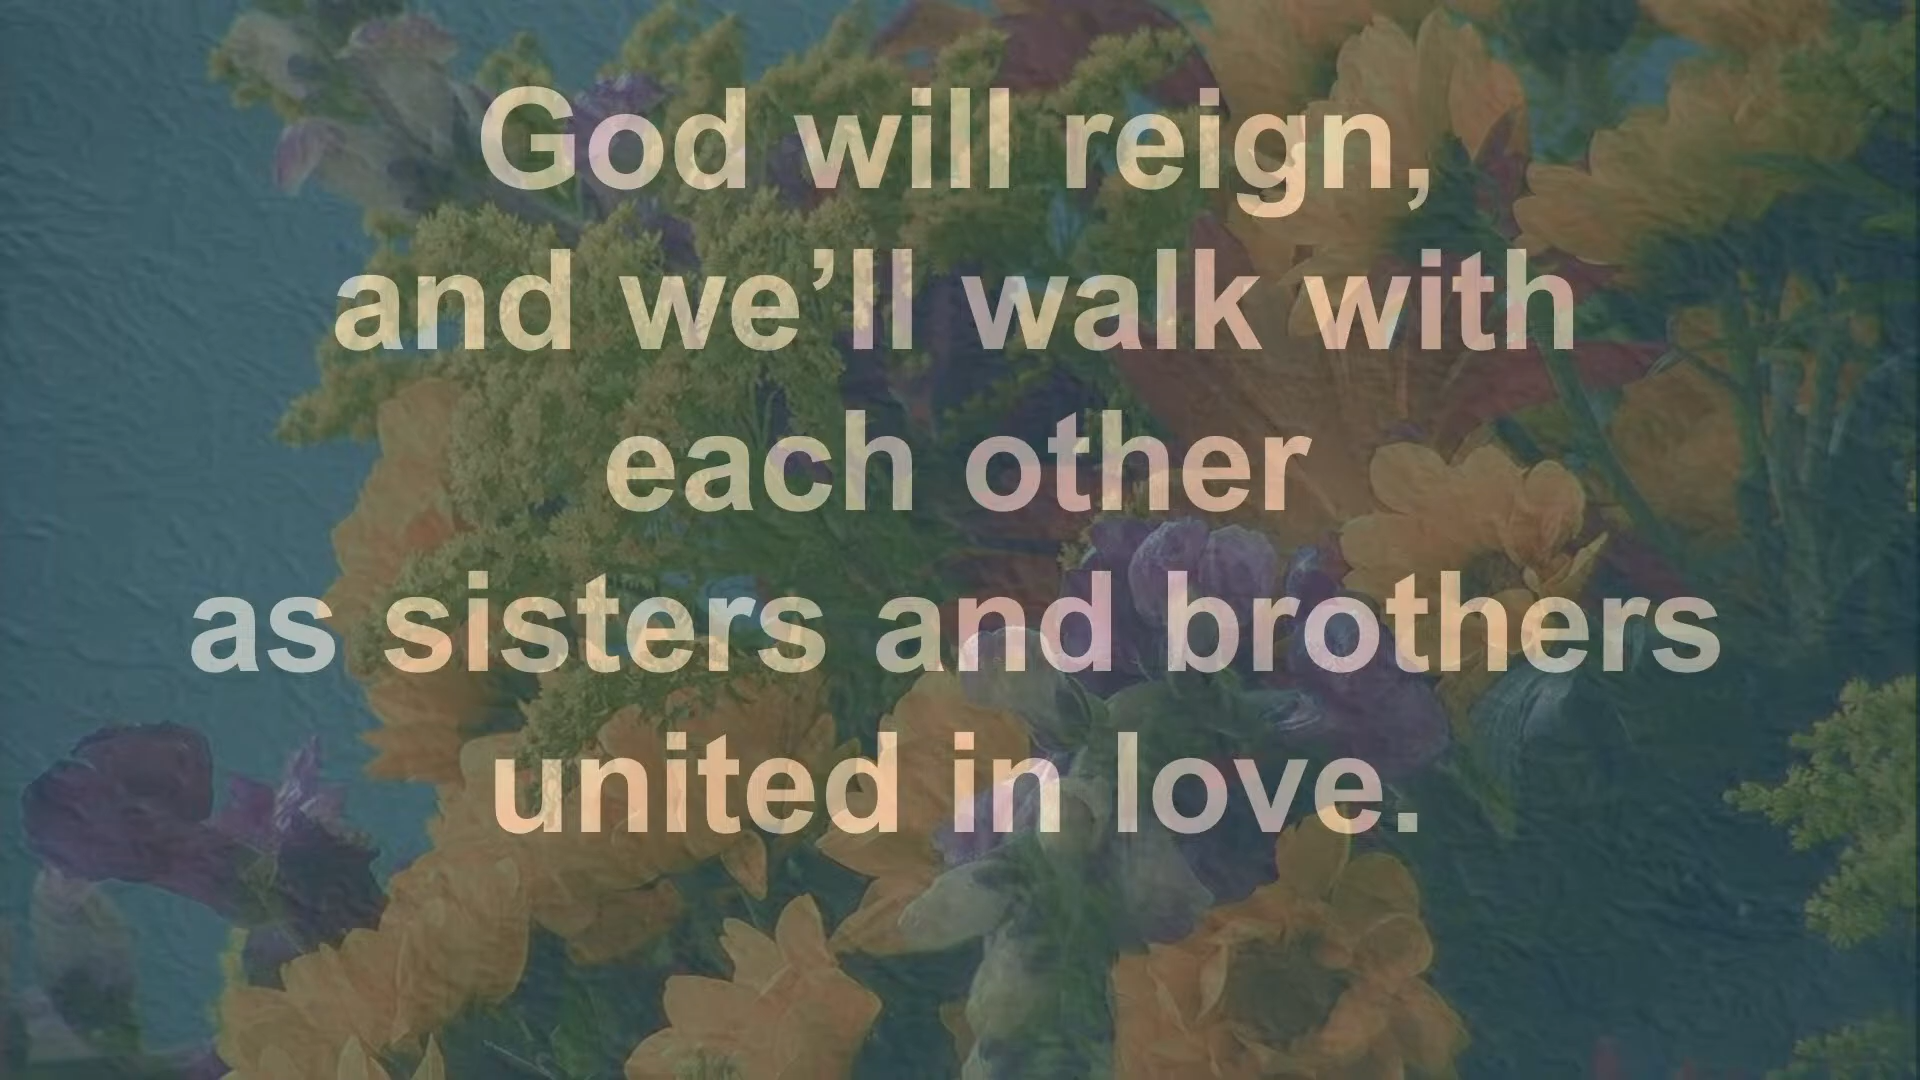 God will reign,
and we’ll walk with
each other
as sisters and brothers
united in love.